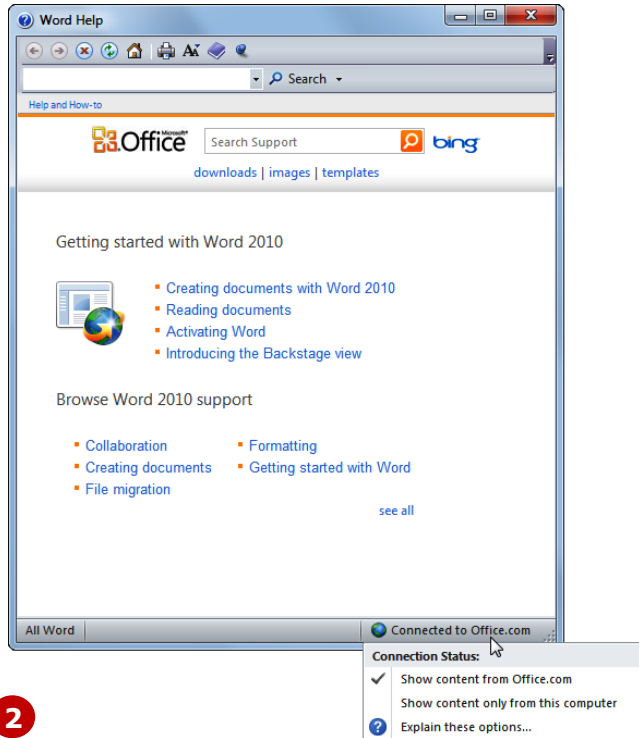 Word Help
Search
Help and How-to
Microsoft
Office
Search Support
bing
downloads | images | templates
Getting started with Word 2010
Creating documents with Word 2010
Reading documents
Activating Word
Introducing the Backstage view
Browse Word 2010 support
Collaboration
Formatting
Creating documents
Getting started with Word
File migration
see all
All Word
Connected to Office.com
Connection Status:
Show content from Office.com
Show content only from this computer
Explain these options...
2